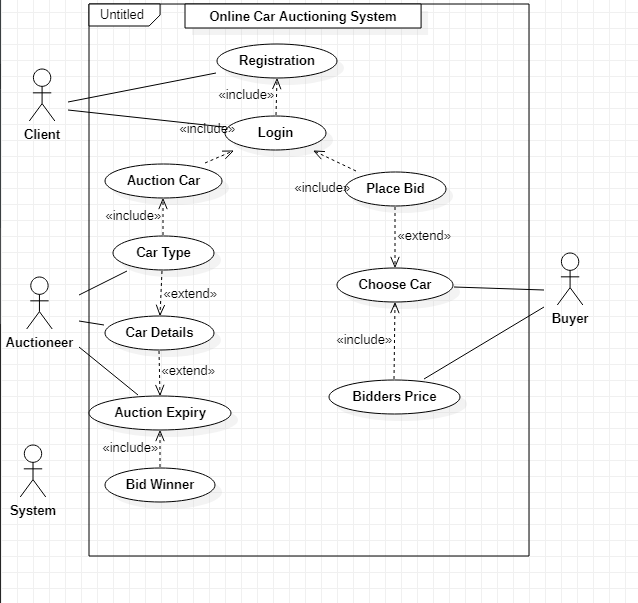 Untitled
Online Car Auctioning System
Registration
«include»
Client
«include»
Login
Auction Car
«include»
Place Bid
«include»
«extend»
Car Type
Choose Car
«extend»
Buyer
Auctioneer
Car Details
«include»
«extend»
Bidders Price
Auction Expiry
«include»
Bid Winner
System